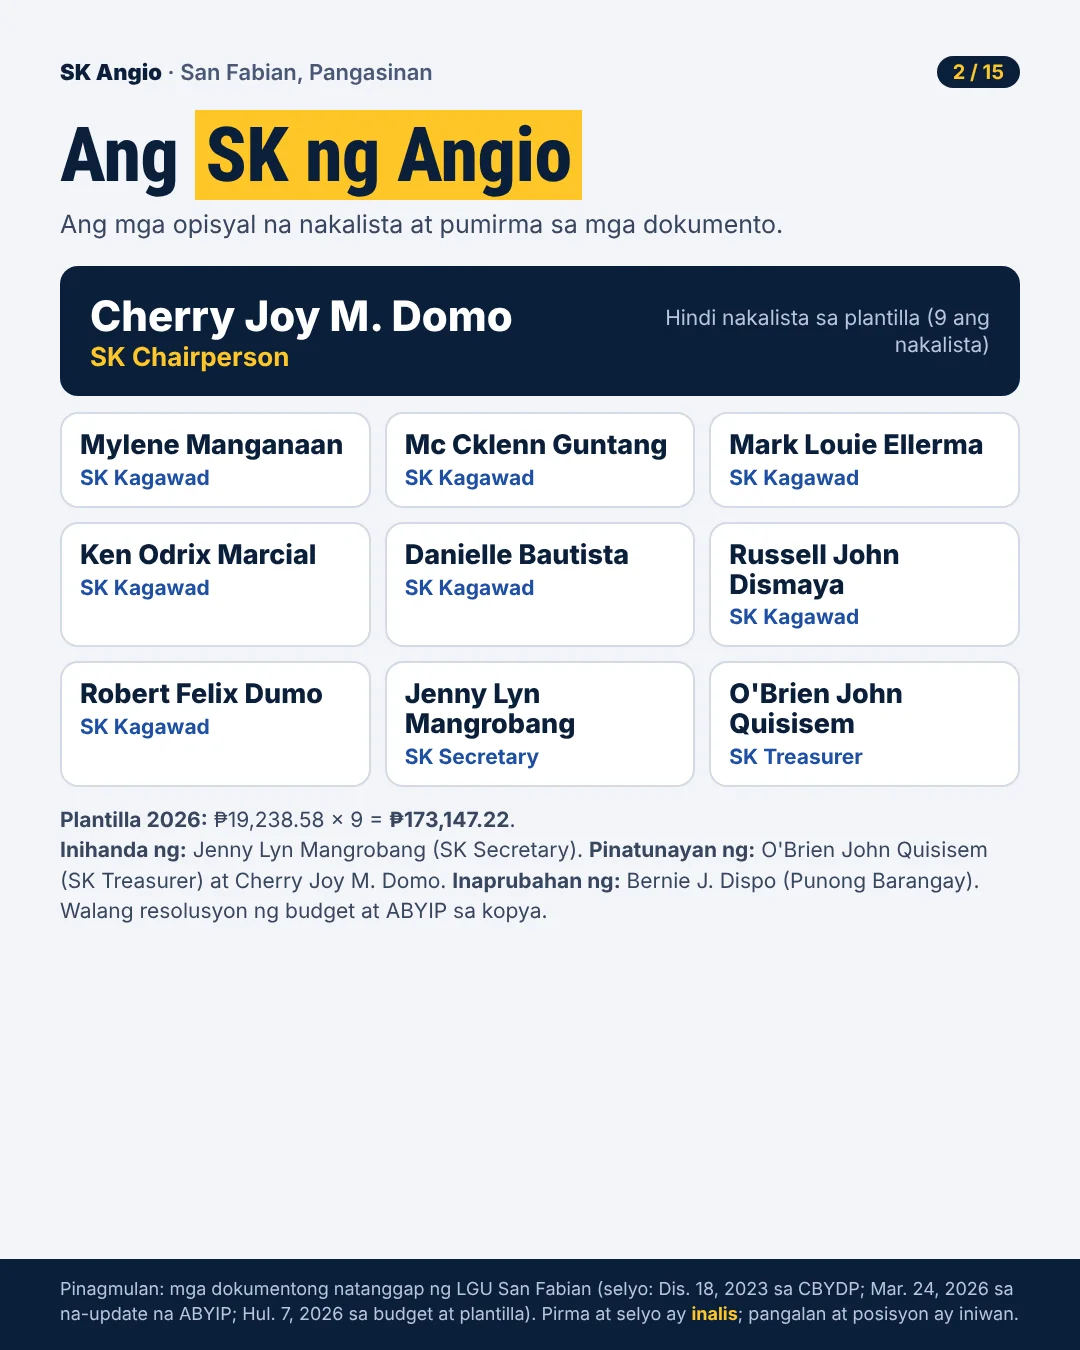 SK Angio · San Fabian, Pangasinan
2 / 15
Ang SK ng Angio
Ang mga opisyal na nakalista at pumirma sa mga dokumento.
Cherry Joy M. Domo
SK Chairperson
Hindi nakalista sa plantilla (9 ang
nakalista)
Mylene Manganaan
SK Kagawad
Mc Cklenn Guntang
SK Kagawad
Mark Louie Ellerma
SK Kagawad
Ken Odrix Marcial
SK Kagawad
Danielle Bautista
SK Kagawad
Russell John
Dismaya
SK Kagawad
Robert Felix Dumo
SK Kagawad
Jenny Lyn
Mangrobang
SK Secretary
O'Brien John
Quisisem
SK Treasurer
Plantilla 2026: ₱19,238.58 × 9 = ₱173,147.22.
Inihanda ng: Jenny Lyn Mangrobang (SK Secretary). Pinatunayan ng: O'Brien John Quisisem
(SK Treasurer) at Cherry Joy M. Domo. Inaprubahan ng: Bernie J. Dispo (Punong Barangay).
Walang resolusyon ng budget at ABYIP sa kopya.
Pinagmulan: mga dokumentong natanggap ng LGU San Fabian (selyo: Dis. 18, 2023 sa CBYDP; Mar. 24, 2026 sa
na-update na ABYIP; Hul. 7, 2026 sa budget at plantilla). Pirma at selyo ay inalis; pangalan at posisyon ay iniwan.